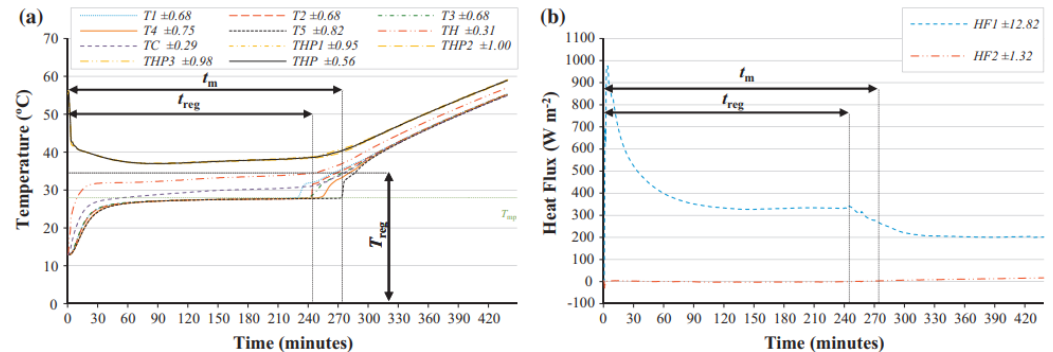 (a)
T1 ±0.68 T2 ±0.68 T3 ±0.68
T4 ±0.75 T5 ±0.82 TH ±0.31
TC ±0.29 THP1 ±0.95 THP2 ±1.00
THP3 ±0.98 THP ±0.56
70
60
50
40
30
20
10
0
Temperature (ºC)
tm
treg
Treg
Tmp
0 30 60 90 120 150 180 210 240 270 300 330 360 390 420
Time (minutes)
(b)
HF1 ±12.82
HF2 ±1.32
1100
1000
900
800
700
600
500
400
300
200
100
0
-100
Heat Flux (W m-2)
tm
treg
0 30 60 90 120 150 180 210 240 270 300 330 360 390 420
Time (minutes)